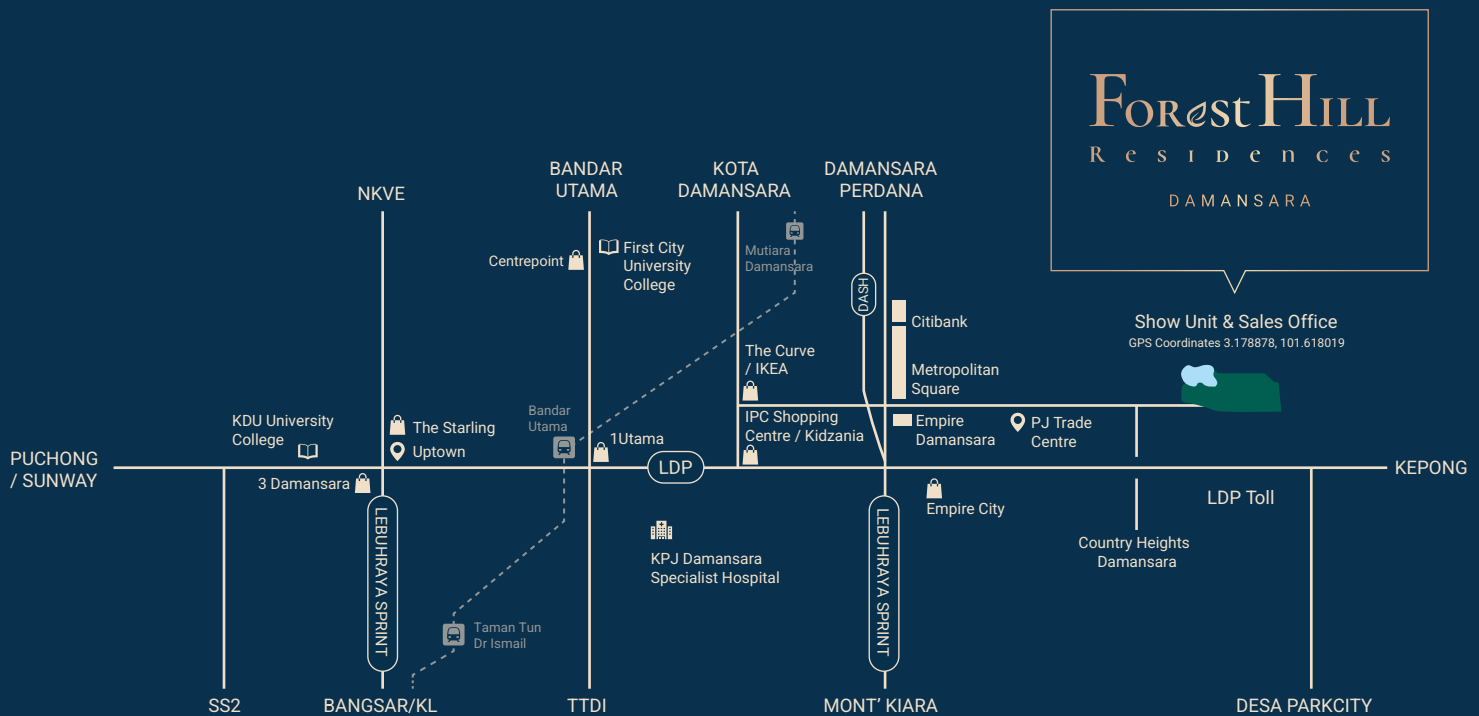 Forest Hill
Residences
DAMANSARA
Show Unit & Sales Office
GPS Coordinates 3.178878, 101.618019
NKVE
BANDAR
UTAMA
KOTA
DAMANSARA
DAMANSARA
PERDANA
Centrepoint
First City
University
College
Mutiara
Damansara
DASH
Citibank
The Curve
/ IKEA
Metropolitan
Square
KDU University
College
The Starling
Uptown
Bandar
Utama
1Utama
IPC Shopping
Centre / Kidzania
Empire
Damansara
PJ Trade
Centre
PUCHONG
/ SUNWAY
LDP
KEPONG
3 Damansara
LEBUHRAYA SPRINT
KPJ Damansara
Specialist Hospital
LEBUHRAYA SPRINT
Empire City
LDP Toll
Country Heights
Damansara
Taman Tun
Dr Ismail
SS2
BANGSAR/KL
TTDI
MONT’ KIARA
DESA PARKCITY